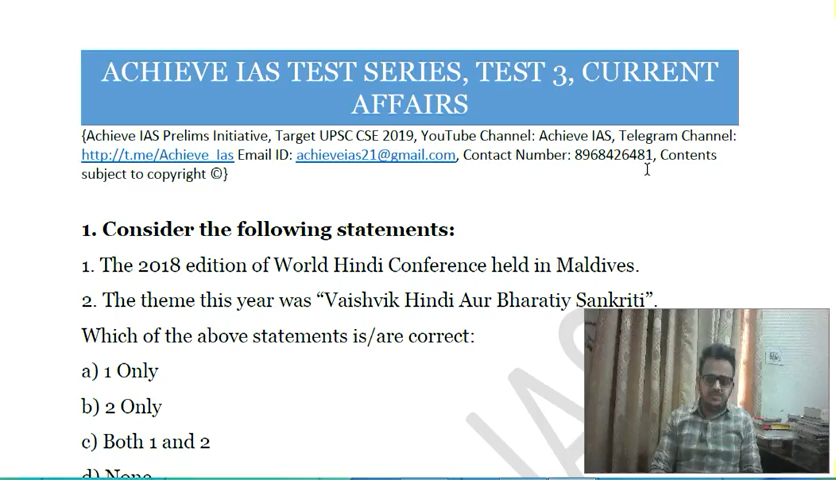 ACHIEVE IAS TEST SERIES, TEST 3, CURRENT
AFFAIRS
{Achieve IAS Prelims Initiative, Target UPSC CSE 2019, YouTube Channel: Achieve IAS, Telegram Channel:
http://t.me/Achieve_Ias Email ID: achieveias21@gmail.com, Contact Number: 8968426481, Contents
subject to copyright ©}
1. Consider the following statements:
1. The 2018 edition of World Hindi Conference held in Maldives.
2. The theme this year was “Vaishvik Hindi Aur Bharatiy Sankriti”.
Which of the above statements is/are correct:
a) 1 Only
b) 2 Only
c) Both 1 and 2
d) None
IAS